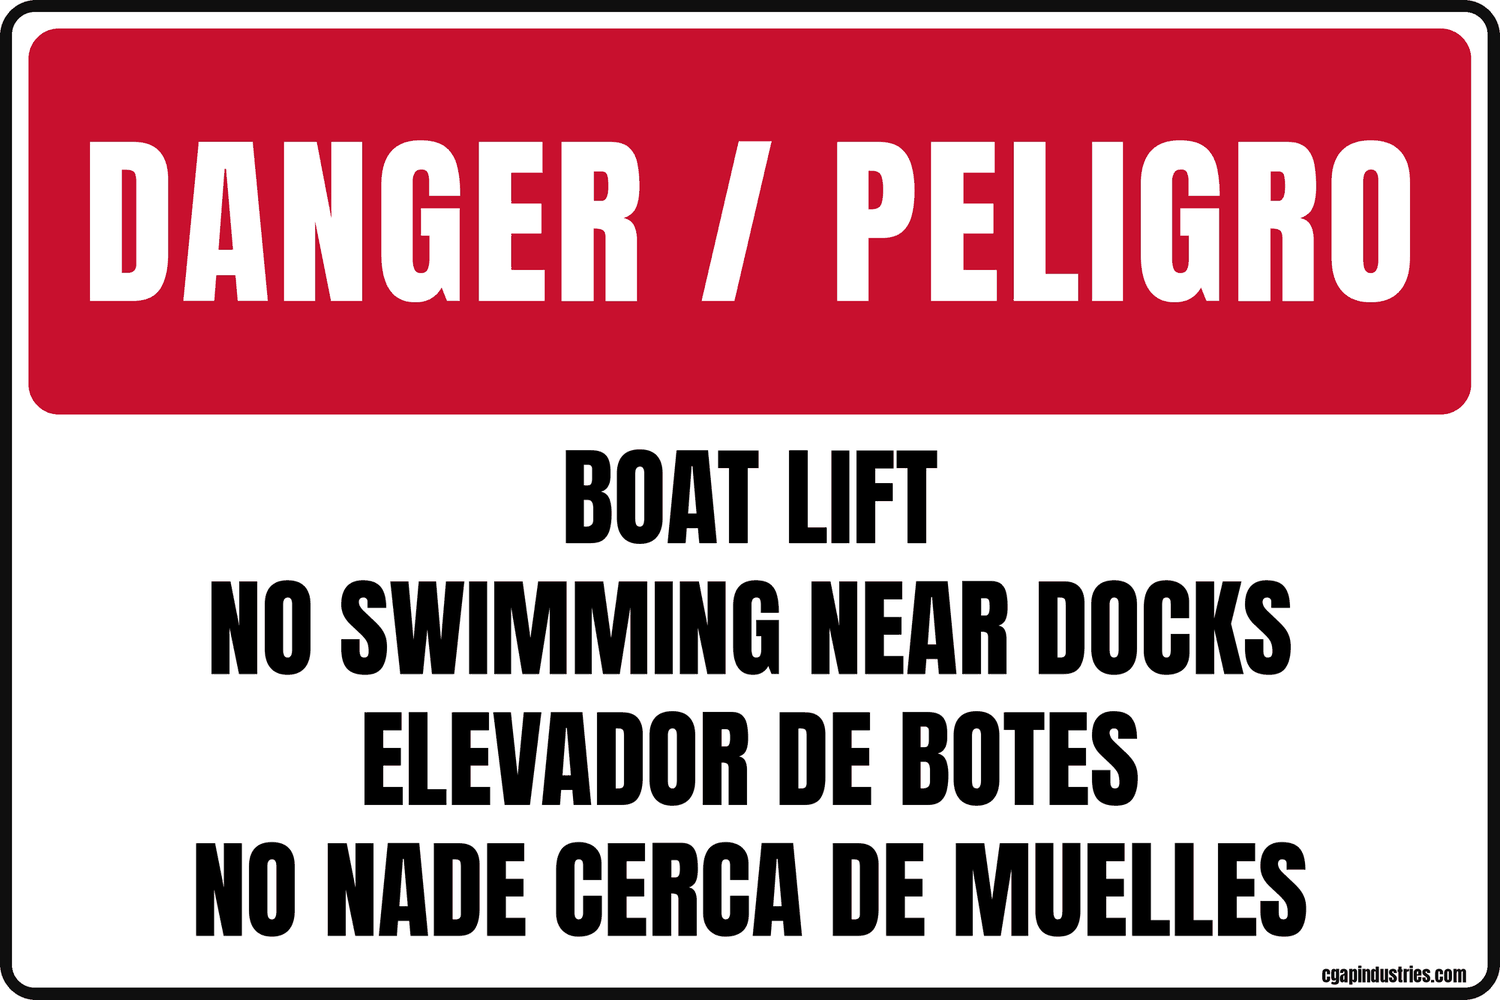 DANGER / PELIGRO
BOAT LIFT
NO SWIMMING NEAR DOCKS
ELEVADOR DE BOTES
NO NADE CERCA DE MUELLES
cgapindustries.com